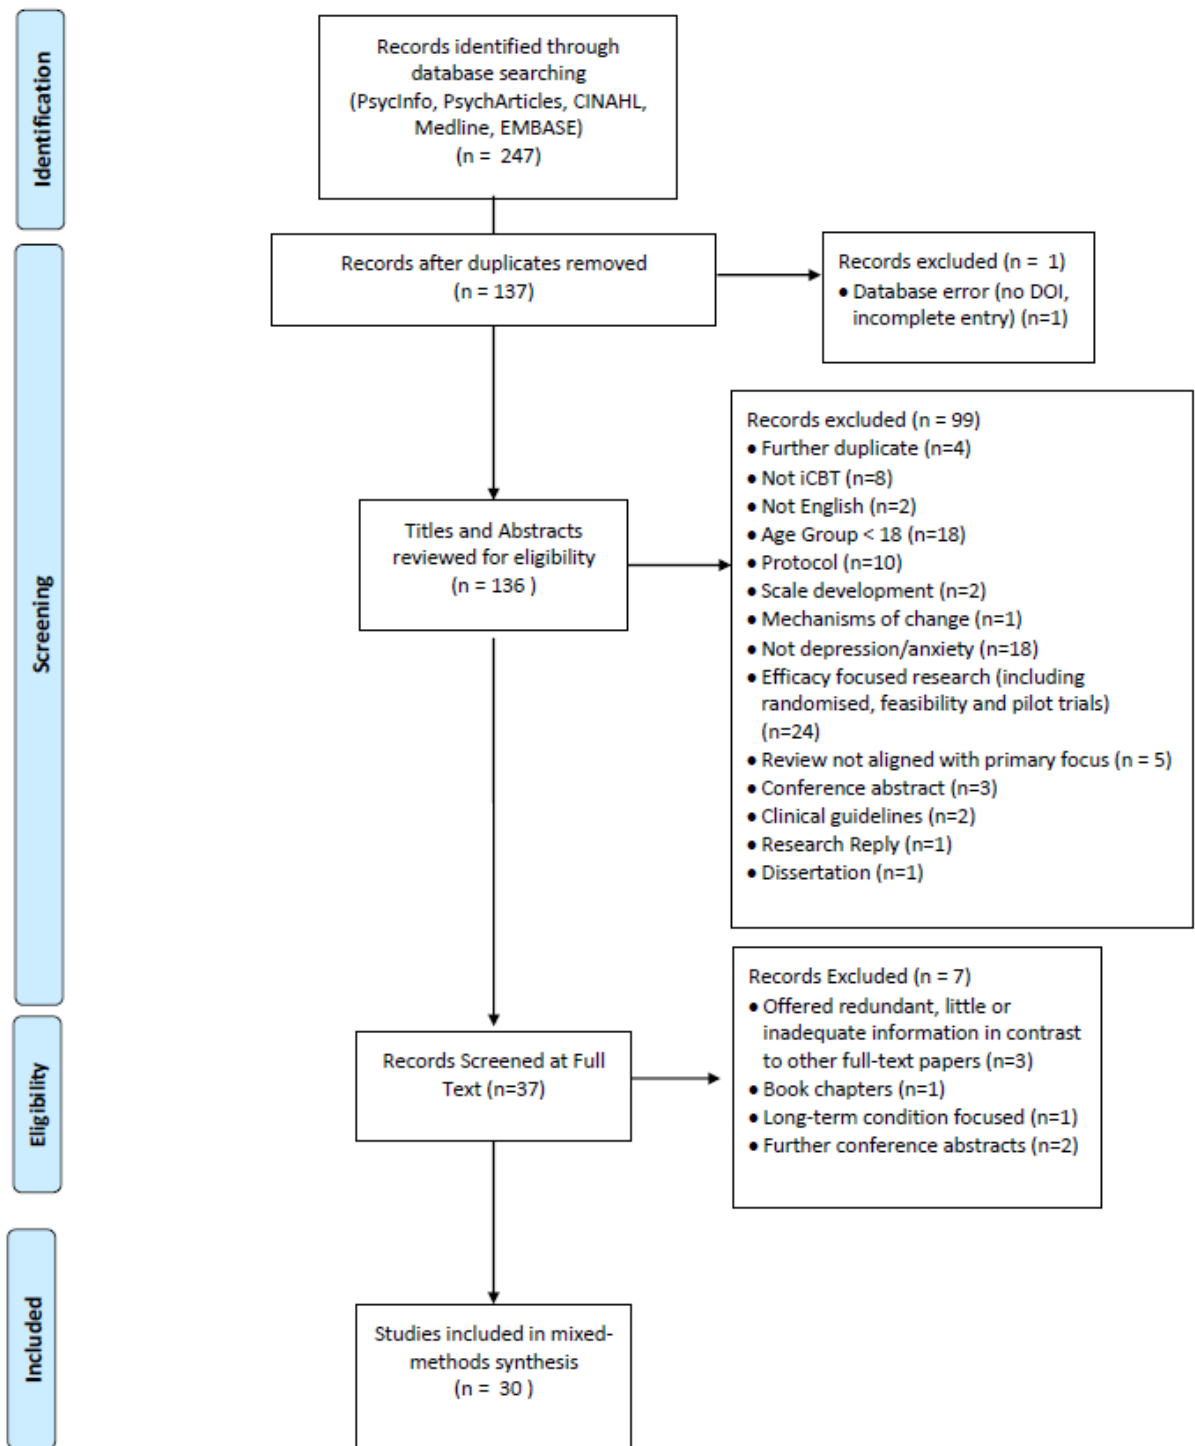 Identification
Records identified through
database searching
(PsycInfo, PsychArticles, CINAHL,
Medline, EMBASE)
(n = 247)
Records after duplicates removed
(n = 137)
Records excluded (n = 1)
• Database error (no DOI,
incomplete entry) (n=1)
Screening
Titles and Abstracts
reviewed for eligibility
(n = 136 )
Records excluded (n = 99)
• Further duplicate (n=4)
• Not iCBT (n=8)
• Not English (n=2)
• Age Group < 18 (n=18)
• Protocol (n=10)
• Scale development (n=2)
• Mechanisms of change (n=1)
• Not depression/anxiety (n=18)
• Efficacy focused research (including
randomised, feasibility and pilot trials)
(n=24)
• Review not aligned with primary focus (n = 5)
• Conference abstract (n=3)
• Clinical guidelines (n=2)
• Research Reply (n=1)
• Dissertation (n=1)
Eligibility
Records Screened at Full
Text (n=37)
Records Excluded (n = 7)
• Offered redundant, little or
inadequate information in contrast
to other full-text papers (n=3)
• Book chapters (n=1)
• Long-term condition focused (n=1)
• Further conference abstracts (n=2)
Included
Studies included in mixed-
methods synthesis
(n = 30 )